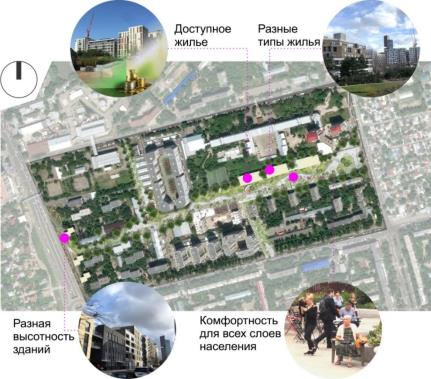 Доступное
жилье
Разные
типы жилья
Разная
высотность
зданий
Комфортность
для всех слоев
населения